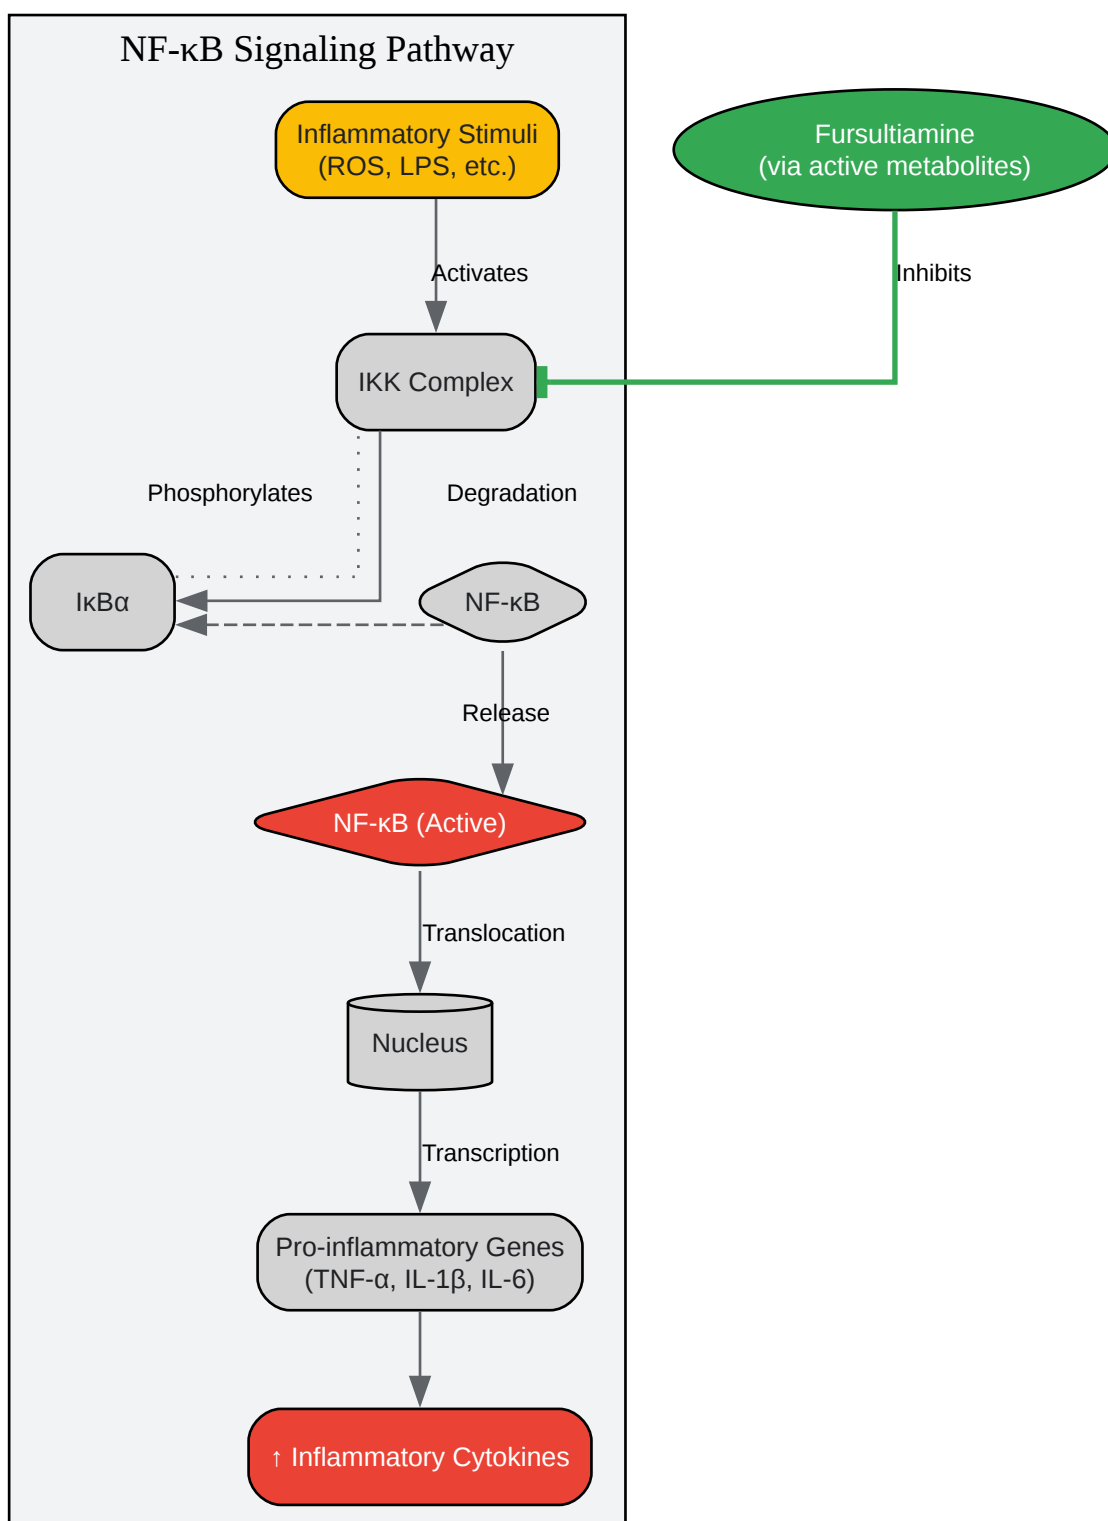 NF-κB Signaling Pathway
Inflammatory Stimuli
(ROS, LPS, etc.)
Fursultiamine
(via active metabolites)
Activates
Inhibits
IKK Complex
Phosphorylates
Degradation
IκBα
NF-κB
Release
NF-κB (Active)
Translocation
Nucleus
Transcription
Pro-inflammatory Genes
(TNF-α, IL-1β, IL-6)
↑ Inflammatory Cytokines